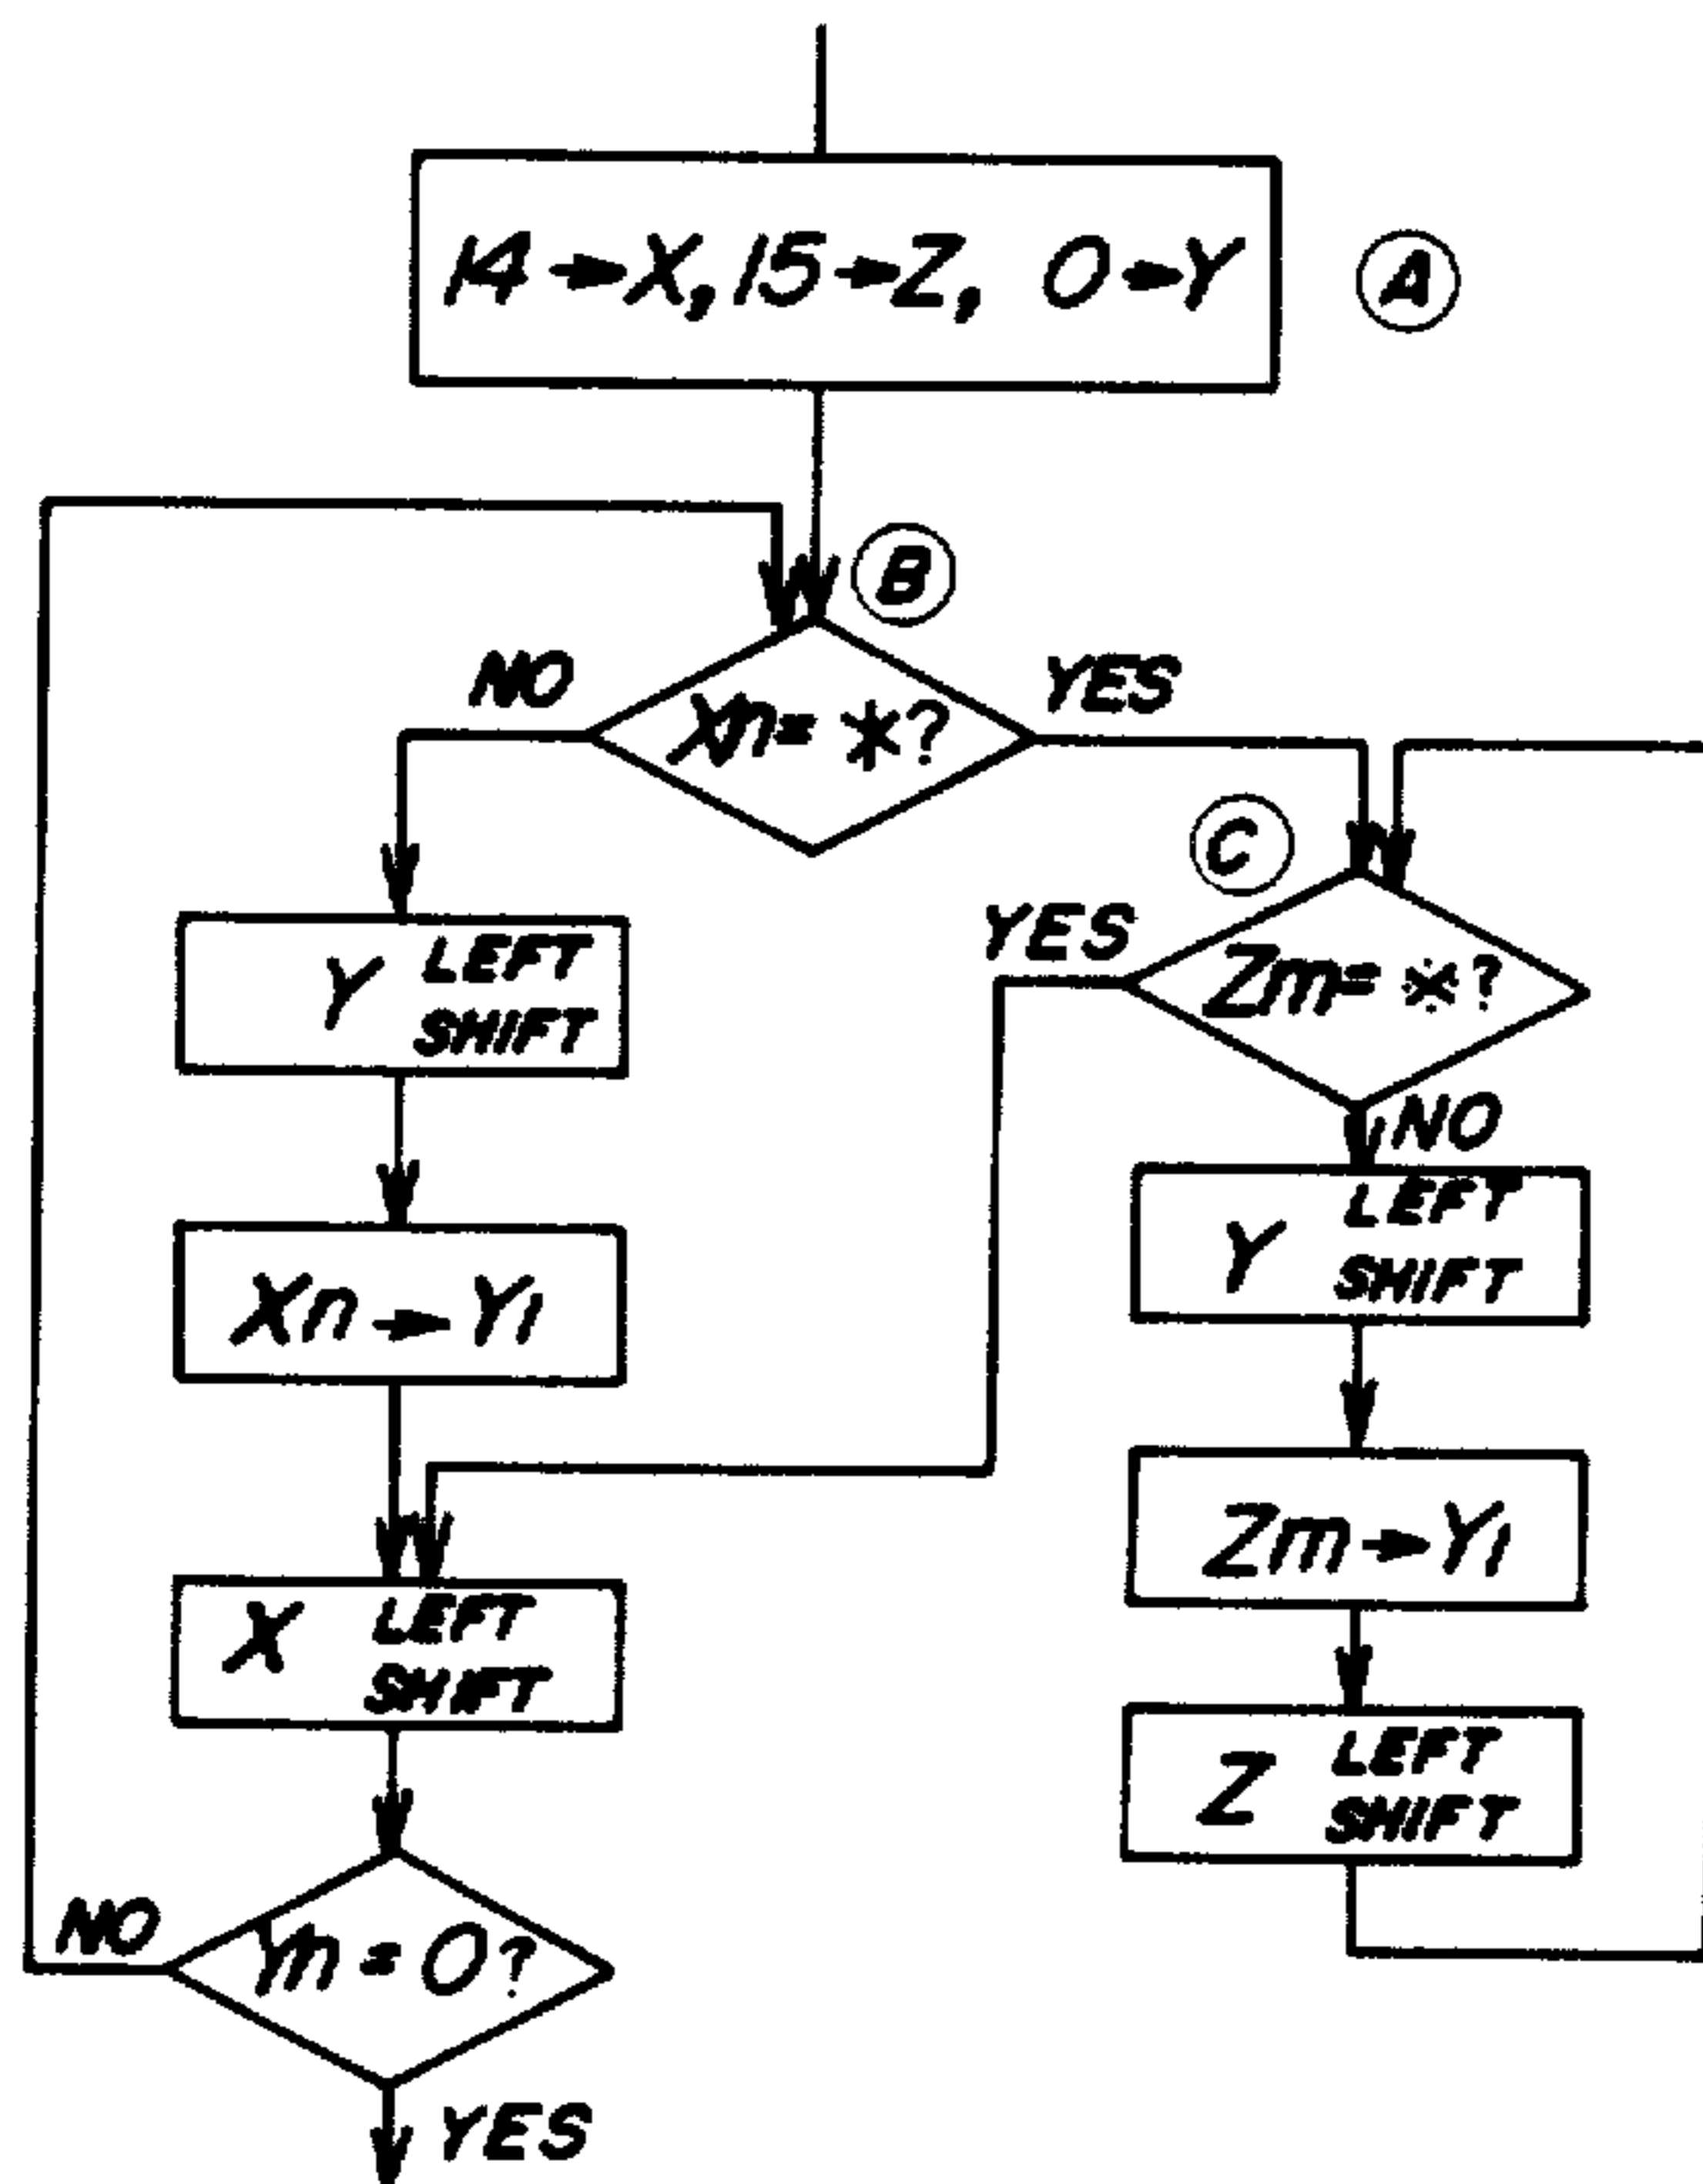 14→X, 15→Z, 0→Y
A
B
NO
YES
Xn= *?
C
YES
Zm= *?
NO
Y LEFT
SHIFT
Y LEFT
SHIFT
Xn→Y1
Zm→Y1
X LEFT
SHIFT
Z LEFT
SHIFT
NO
Yn=0?
YES